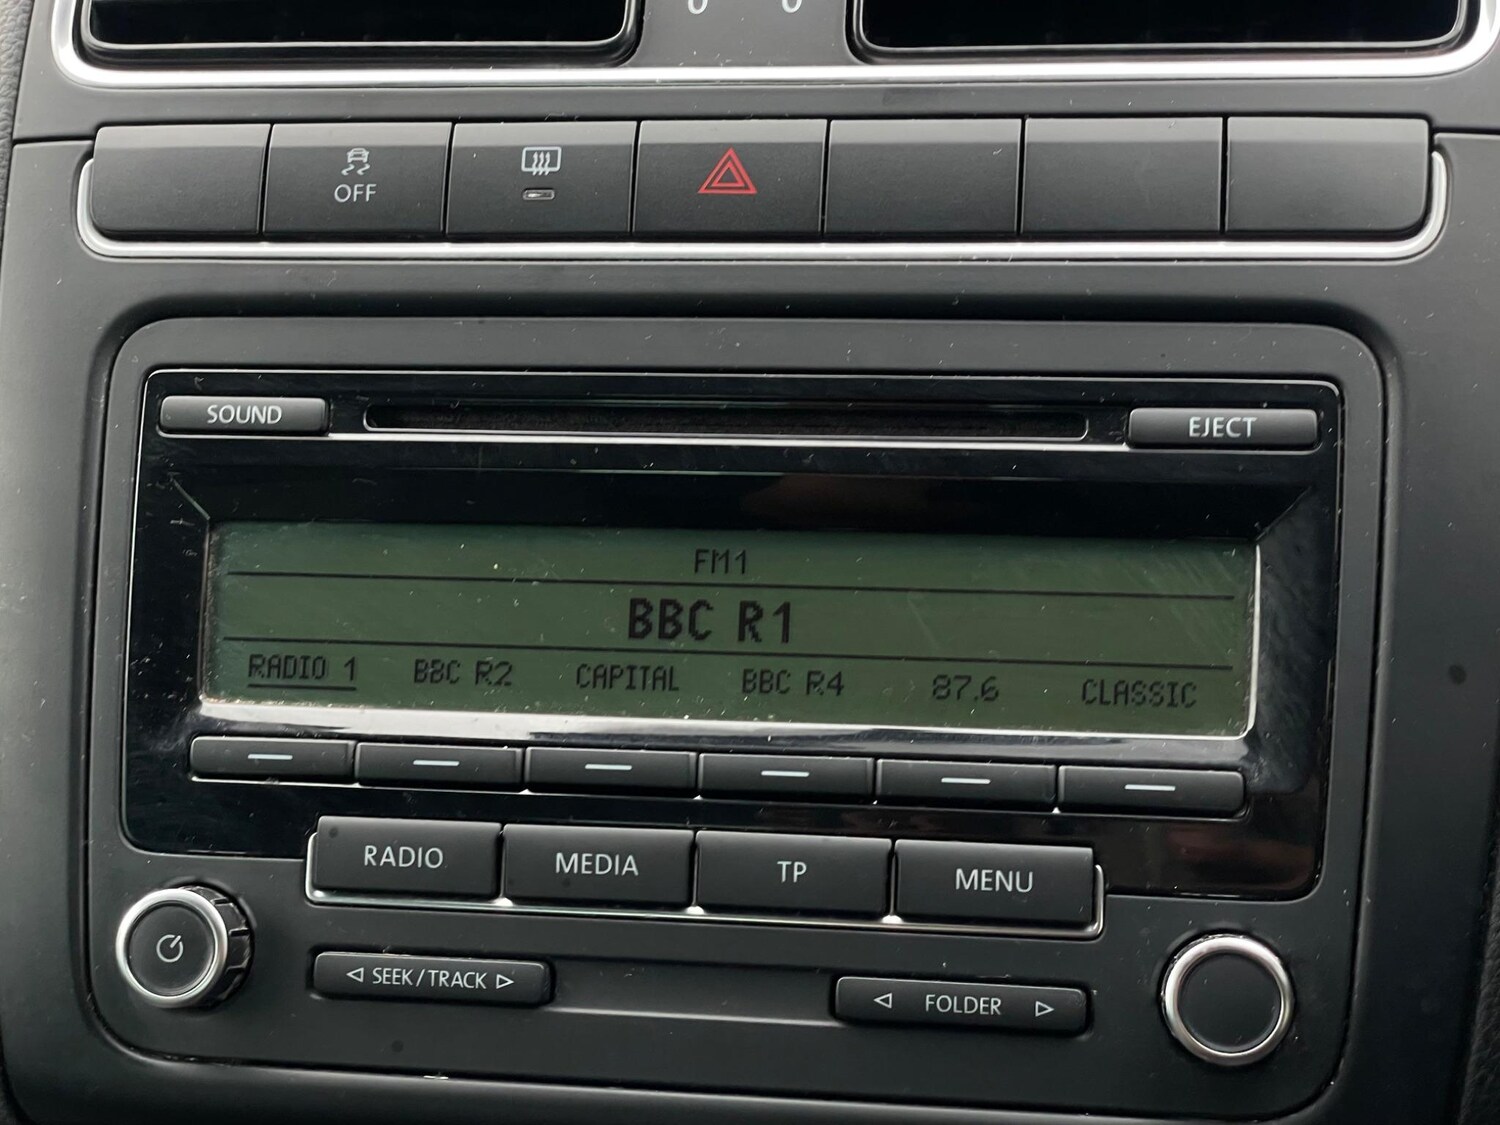 OFF
SOUND EJECT
FM1
BBC R1
RADIO 1 BBC R2 CAPITAL BBC R4 87.6 CLASSIC
RADIO MEDIA TP MENU
SEEK/TRACK FOLDER